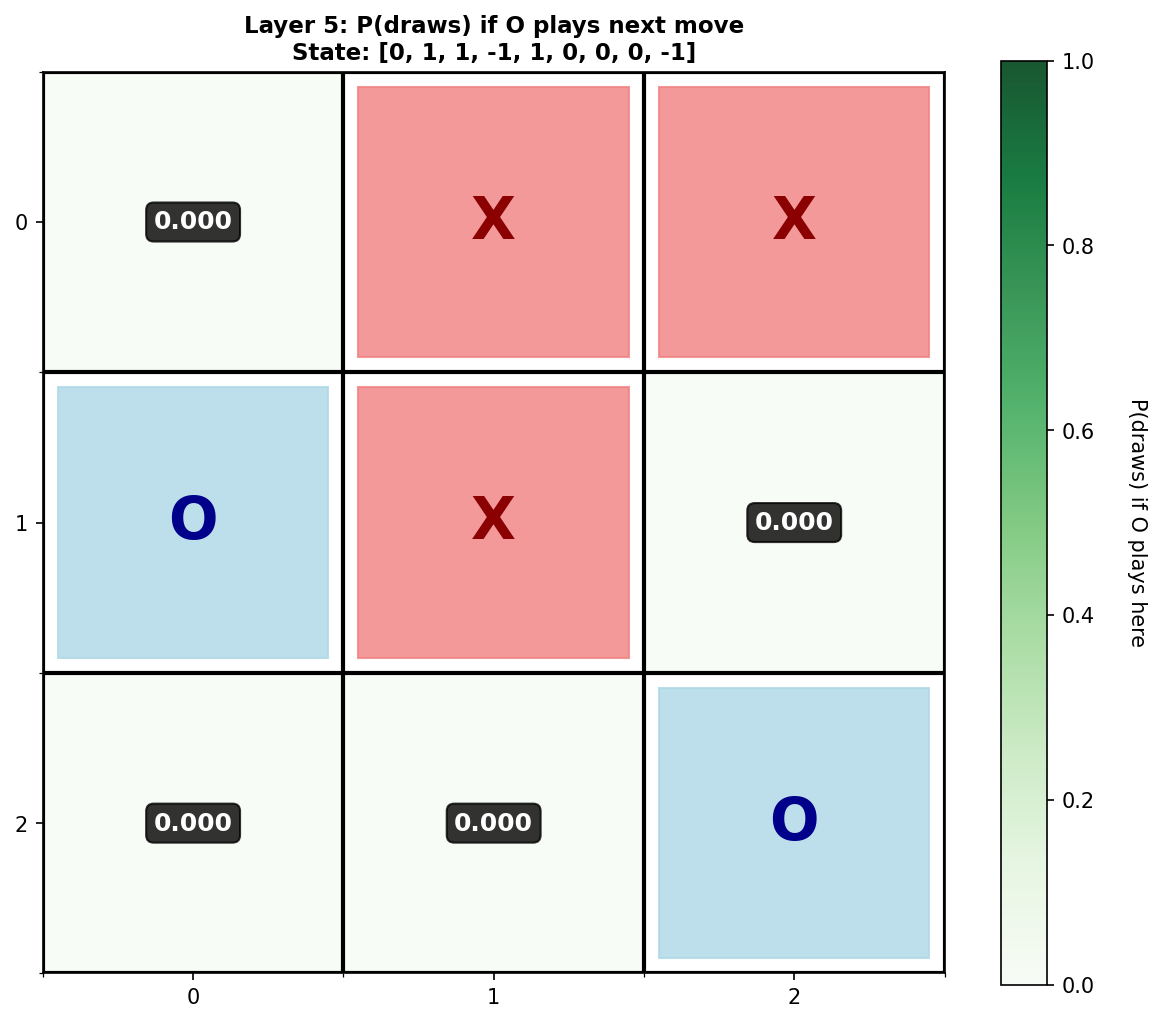 Layer 5: P(draws) if O plays next move
State: [0, 1, 1, -1, 1, 0, 0, 0, -1]
0
0.000
X
X
1
O
X
0.000
2
0.000
0.000
O
0
1
2
1.0
0.8
0.6
0.4
0.2
0.0
P(draws) if O plays here